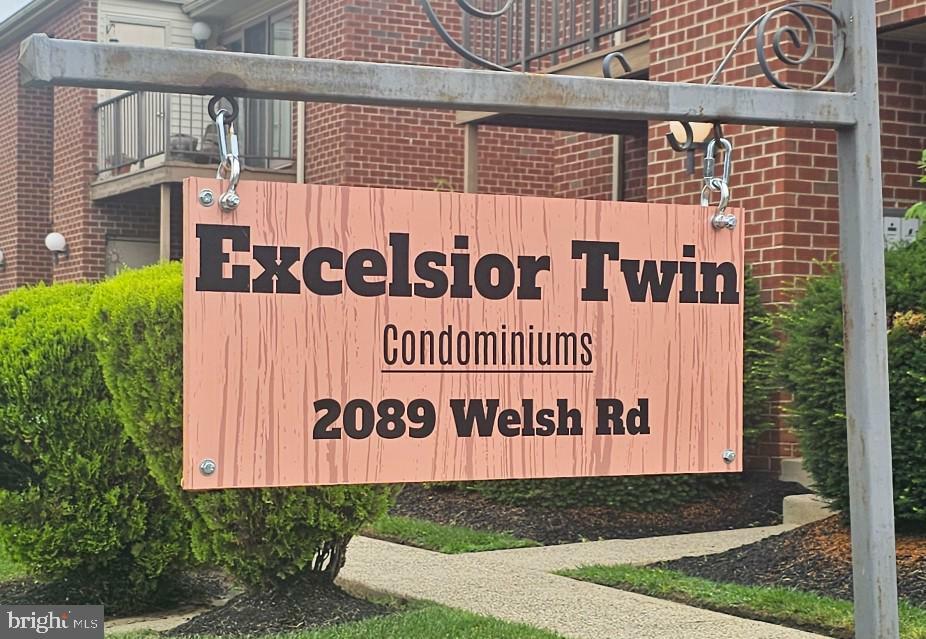 Excelsior Twin
Condominiums
2089 Welsh Rd
bright MLS